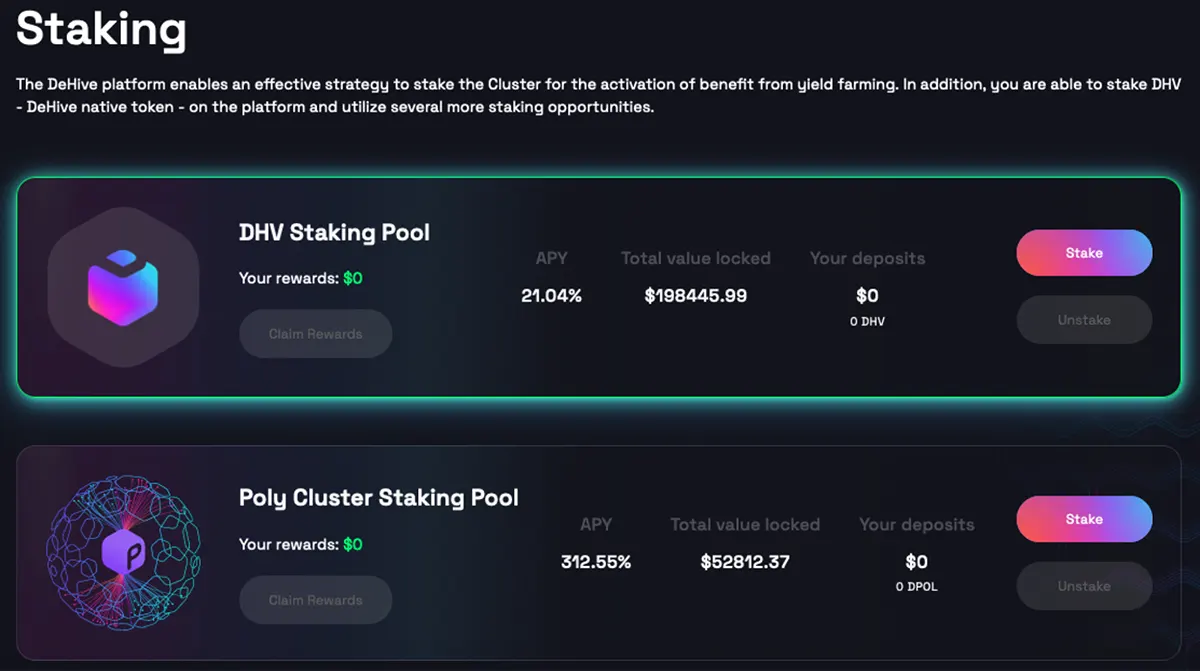 Staking
The DeHive platform enables an effective strategy to stake the Cluster for the activation of benefit from yield farming. In addition, you are able to stake DHV
- DeHive native token - on the platform and utilize several more staking opportunities.
DHV Staking Pool
Your rewards: $0
Claim Rewards
APY
21.04%
Total value locked
$198445.99
Your deposits
$0
0 DHV
Stake
Unstake
Poly Cluster Staking Pool
Your rewards: $0
Claim Rewards
APY
312.55%
Total value locked
$52812.37
Your deposits
$0
0 DPOL
Stake
Unstake